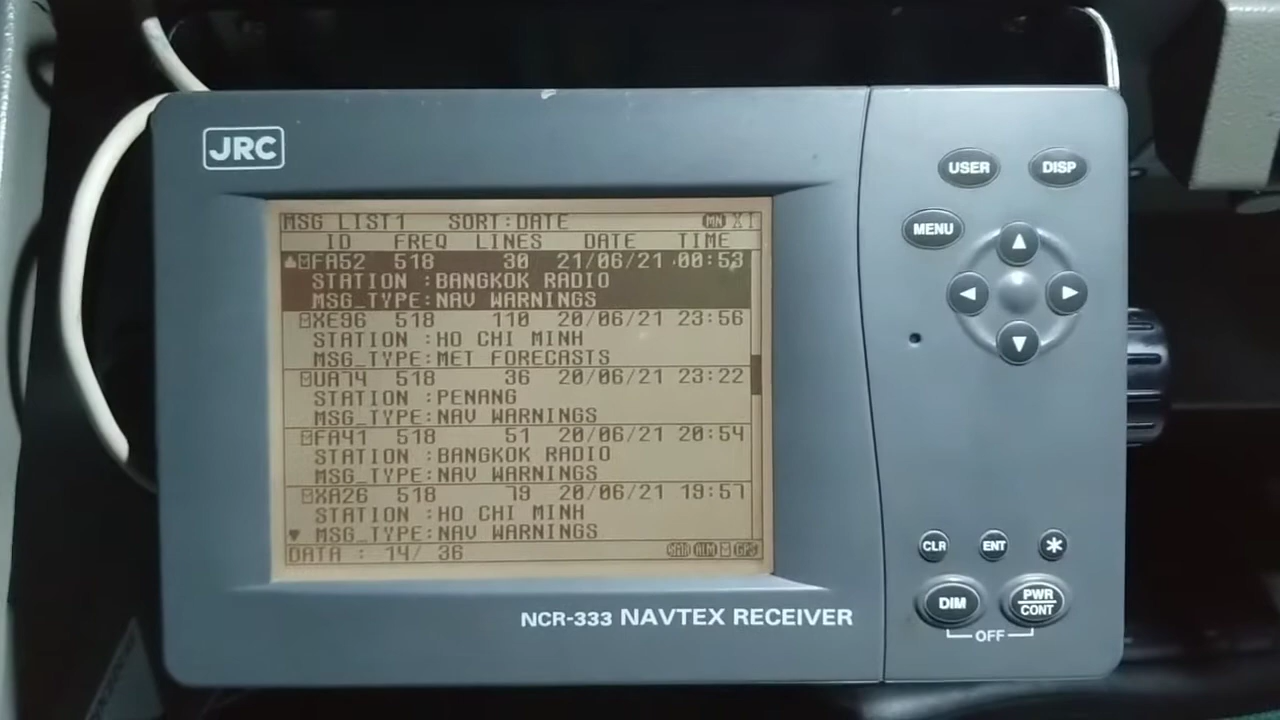 JRC
USER DISP
MENU
MSG LIST1 SORT:DATE MN
ID FREQ LINES DATE TIME
FA52 518 30 21/06/21 00:53
STATION :BANGKOK RADIO
MSG_TYPE:NAV WARNINGS
XE96 518 110 20/06/21 23:56
STATION :HO CHI MINH
MSG_TYPE:MET FORECASTS
UA74 518 36 20/06/21 23:22
STATION :PENANG
MSG_TYPE:NAV WARNINGS
FA41 518 51 20/06/21 20:54
STATION :BANGKOK RADIO
MSG_TYPE:NAV WARNINGS
XA26 518 79 20/06/21 19:57
STATION :HO CHI MINH
MSG_TYPE:NAV WARNINGS
DATA : 14/ 36 ALM GPS
CLR ENT *
DIM PWR
CONT
OFF
NCR-333 NAVTEX RECEIVER